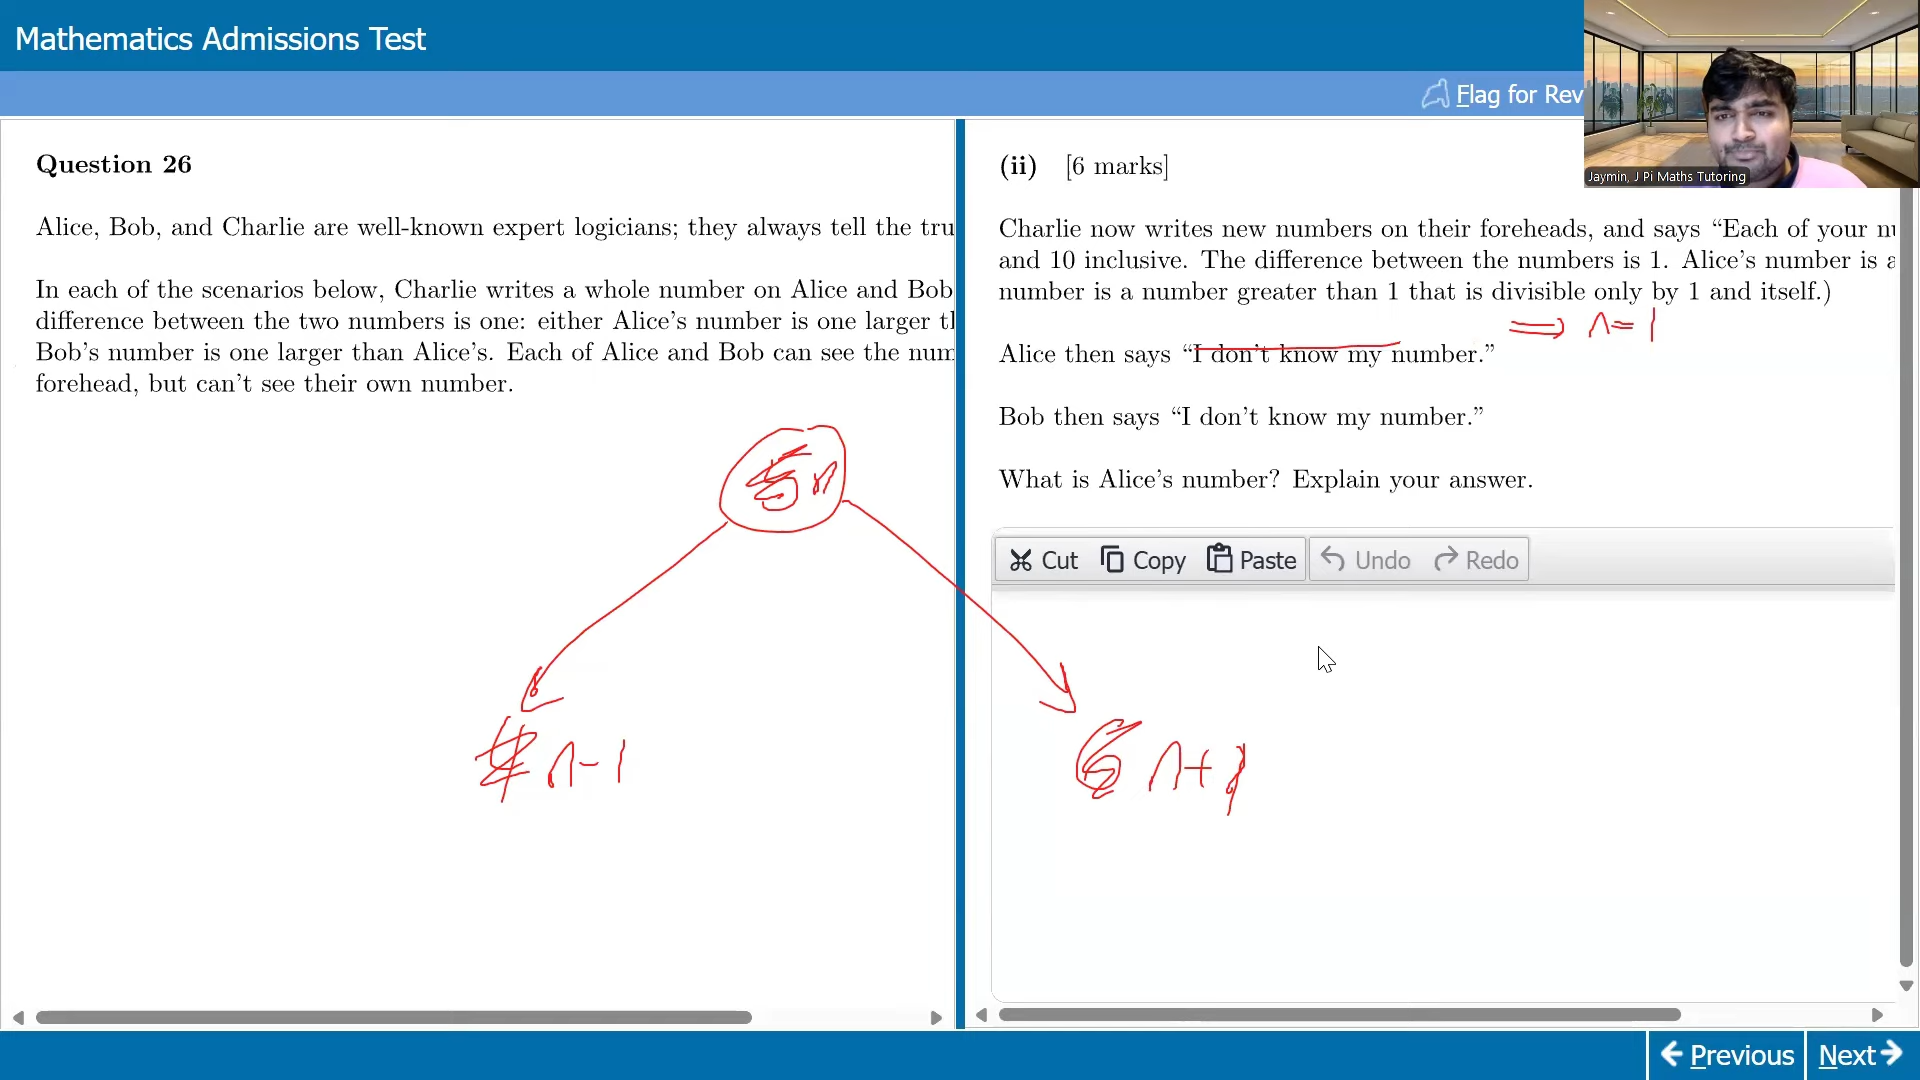 Mathematics Admissions Test
Flag for Rev
Jaymin, J Pi Maths Tutoring
Question 26
Alice, Bob, and Charlie are well-known expert logicians; they always tell the tru
In each of the scenarios below, Charlie writes a whole number on Alice and Bob
difference between the two numbers is one: either Alice's number is one larger tl
Bob's number is one larger than Alice's. Each of Alice and Bob can see the num
forehead, but can't see their own number.
n
n-1
n+1
(ii) [6 marks]
Charlie now writes new numbers on their foreheads, and says “Each of your nu
and 10 inclusive. The difference between the numbers is 1. Alice's number is a
number is a number greater than 1 that is divisible only by 1 and itself.)
⇒ n=1
Alice then says “I don't know my number.”
Bob then says “I don't know my number.”
What is Alice's number? Explain your answer.
Cut Copy Paste Undo Redo
Previous Next